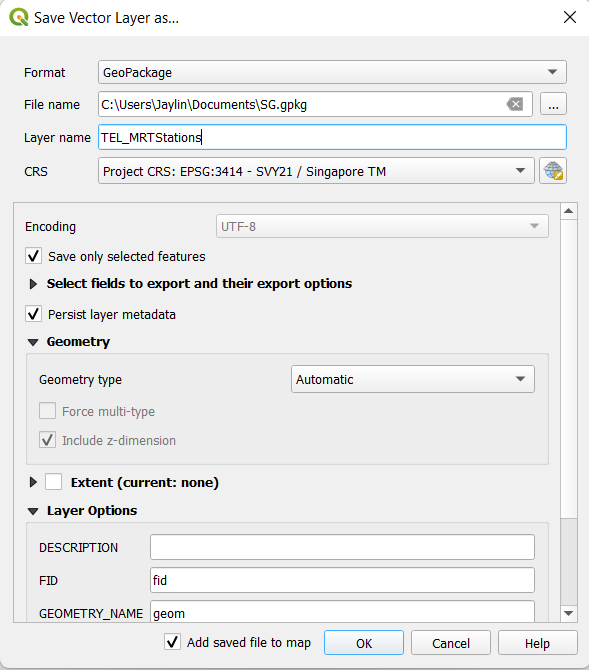 Save Vector Layer as...
Format GeoPackage
File name C:\Users\Jaylin\Documents\SG.gpkg ...
Layer name TEL_MRTStations
CRS Project CRS: EPSG:3414 - SVY21 / Singapore TM
Encoding UTF-8
Save only selected features
Select fields to export and their export options
Persist layer metadata
Geometry
Geometry type Automatic
Force multi-type
Include z-dimension
Extent (current: none)
Layer Options
DESCRIPTION
FID fid
GEOMETRY_NAME geom
Add saved file to map OK Cancel Help